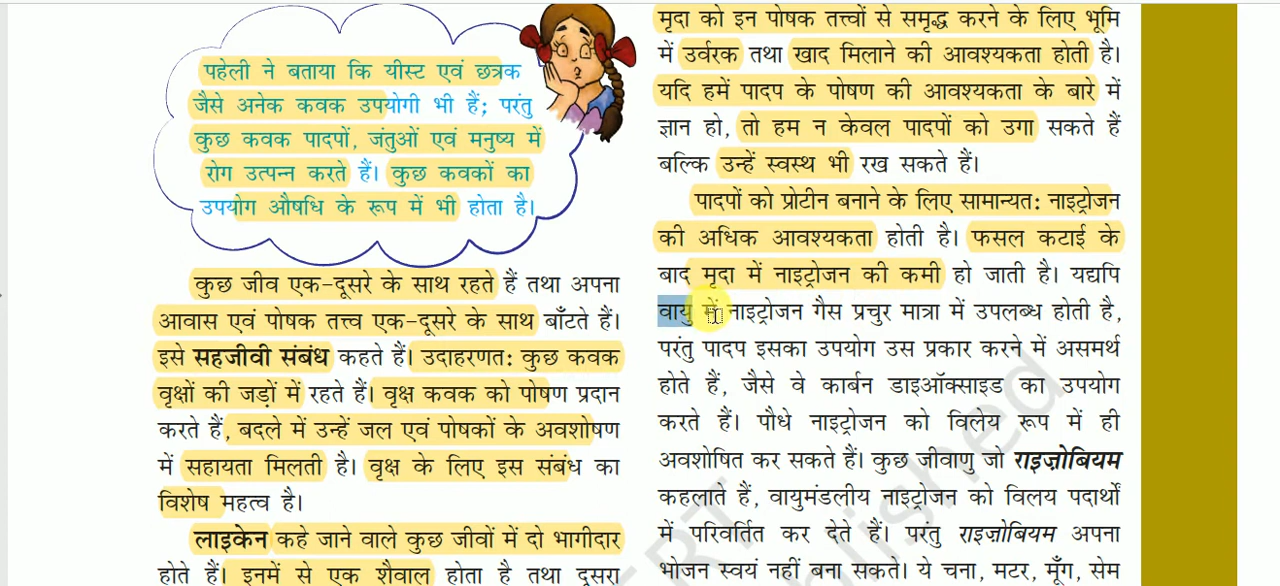 पहेली ने बताया कि यीस्ट एवं छत्रक
जैसे अनेक कवक उपयोगी भी हैं; परंतु
कुछ कवक पादपों, जंतुओं एवं मनुष्य में
रोग उत्पन्न करते हैं। कुछ कवकों का
उपयोग औषधि के रूप में भी होता है।
कुछ जीव एक-दूसरे के साथ रहते हैं तथा अपना
आवास एवं पोषक तत्त्व एक-दूसरे के साथ बाँटते हैं।
इसे सहजीवी संबंध कहते हैं। उदाहरणत: कुछ कवक
वृक्षों की जड़ों में रहते हैं। वृक्ष कवक को पोषण प्रदान
करते हैं, बदले में उन्हें जल एवं पोषकों के अवशोषण
में सहायता मिलती है। वृक्ष के लिए इस संबंध का
विशेष महत्व है।
लाइकेन कहे जाने वाले कुछ जीवों में दो भागीदार
होते हैं। इनमें से एक शैवाल होता है तथा दूसरा
मृदा को इन पोषक तत्त्वों से समृद्ध करने के लिए भूमि
में उर्वरक तथा खाद मिलाने की आवश्यकता होती है।
यदि हमें पादप के पोषण की आवश्यकता के बारे में
ज्ञान हो, तो हम न केवल पादपों को उगा सकते हैं
बल्कि उन्हें स्वस्थ भी रख सकते हैं।
पादपों को प्रोटीन बनाने के लिए सामान्यत: नाइट्रोजन
की अधिक आवश्यकता होती है। फसल कटाई के
बाद मृदा में नाइट्रोजन की कमी हो जाती है। यद्यपि
वायु में नाइट्रोजन गैस प्रचुर मात्रा में उपलब्ध होती है,
परंतु पादप इसका उपयोग उस प्रकार करने में असमर्थ
होते हैं, जैसे वे कार्बन डाइऑक्साइड का उपयोग
करते हैं। पौधे नाइट्रोजन को विलेय रूप में ही
अवशोषित कर सकते हैं। कुछ जीवाणु जो राइज़ोबियम
कहलाते हैं, वायुमंडलीय नाइट्रोजन को विलय पदार्थों
में परिवर्तित कर देते हैं। परंतु राइज़ोबियम अपना
भोजन स्वयं नहीं बना सकते। ये चना, मटर, मूँग, सेम